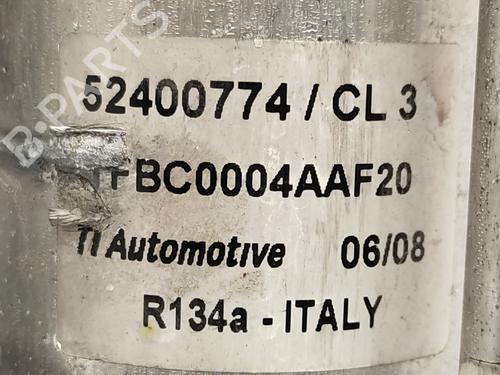 52400774 / CL 3
FBC0004AAF20
TI Automotive 06/08
R134a - ITALY
B-PARTS